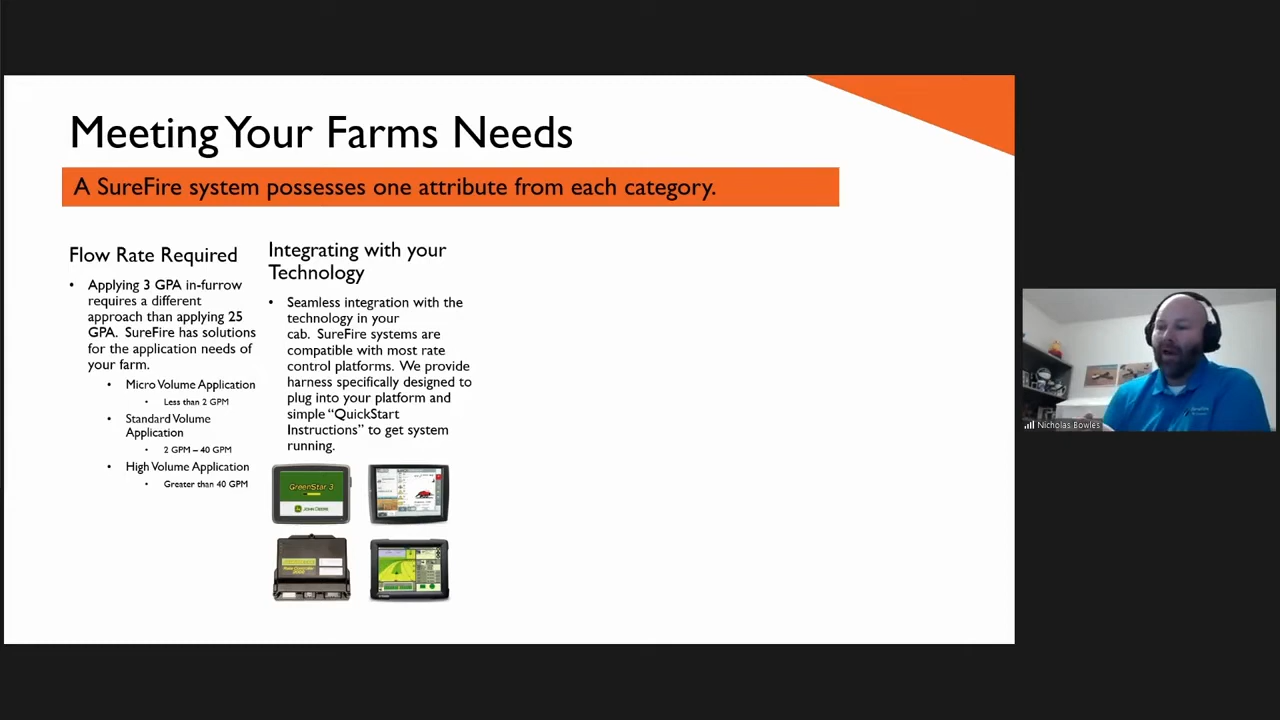 Meeting Your Farms Needs
A SureFire system possesses one attribute from each category.
Flow Rate Required
• Applying 3 GPA in-furrow
requires a different
approach than applying 25
GPA. SureFire has solutions
for the application needs of
your farm.
• Micro Volume Application
• Less than 2 GPM
• Standard Volume
Application
• 2 GPM – 40 GPM
• High Volume Application
• Greater than 40 GPM
Integrating with your
Technology
• Seamless integration with the
technology in your
cab. SureFire systems are
compatible with most rate
control platforms. We provide
harness specifically designed to
plug into your platform and
simple “QuickStart
Instructions” to get system
running.
GreenStar 3
JOHN DEERE
Rate Controller
2000
Nicholas Bowles